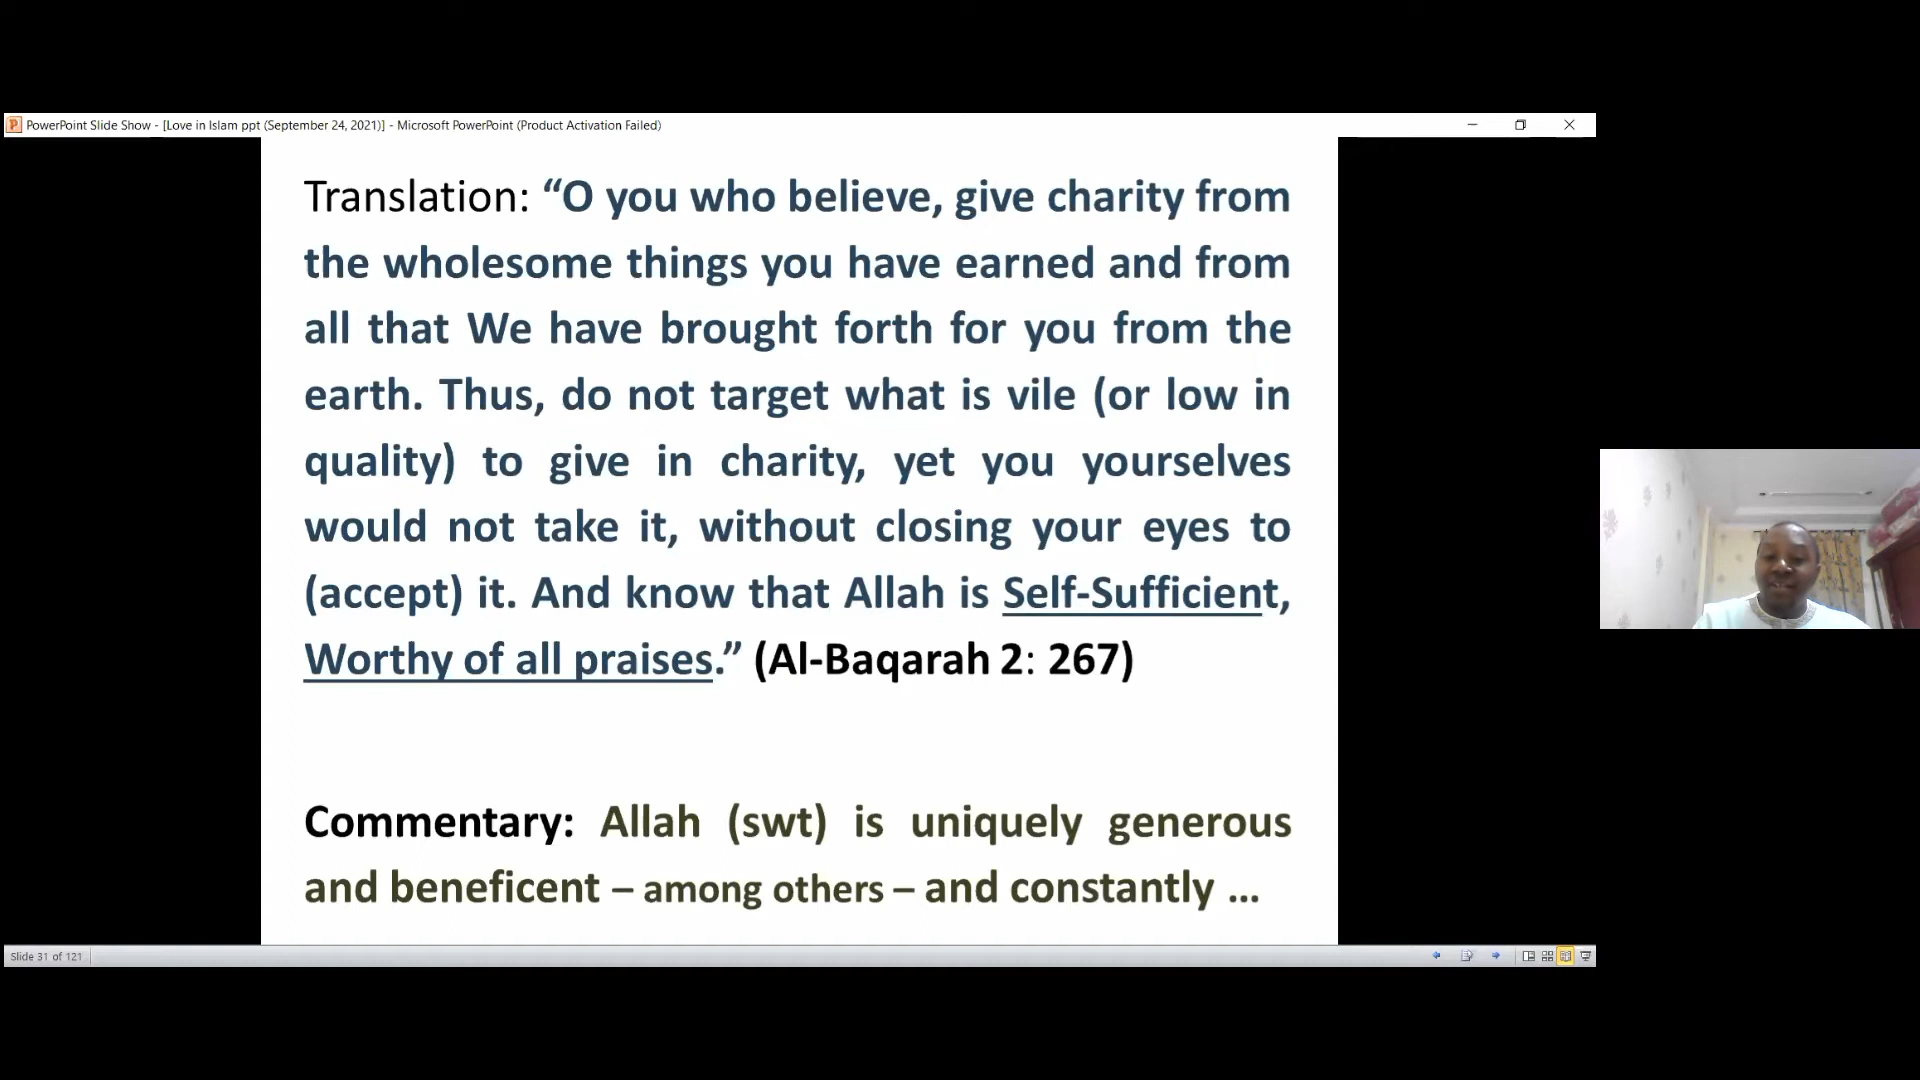 PowerPoint Slide Show - [Love in Islam ppt (September 24, 2021)] - Microsoft PowerPoint (Product Activation Failed)
Translation: “O you who believe, give charity from
the wholesome things you have earned and from
all that We have brought forth for you from the
earth. Thus, do not target what is vile (or low in
quality) to give in charity, yet you yourselves
would not take it, without closing your eyes to
(accept) it. And know that Allah is Self-Sufficient,
Worthy of all praises.” (Al-Baqarah 2: 267)
Commentary: Allah (swt) is uniquely generous
and beneficent – among others – and constantly ...
Slide 31 of 121